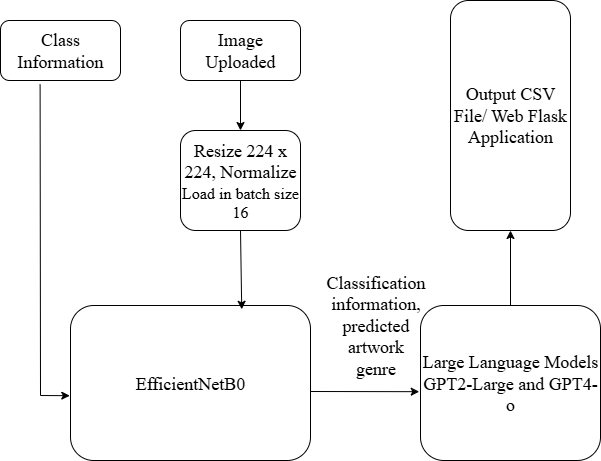 Class
Information
Image
Uploaded
Resize 224 x
224, Normalize
Load in batch size
16
EfficientNetB0
Classification
information,
predicted
artwork
genre
Large Language Models
GPT2-Large and GPT4-
o
Output CSV
File/ Web Flask
Application